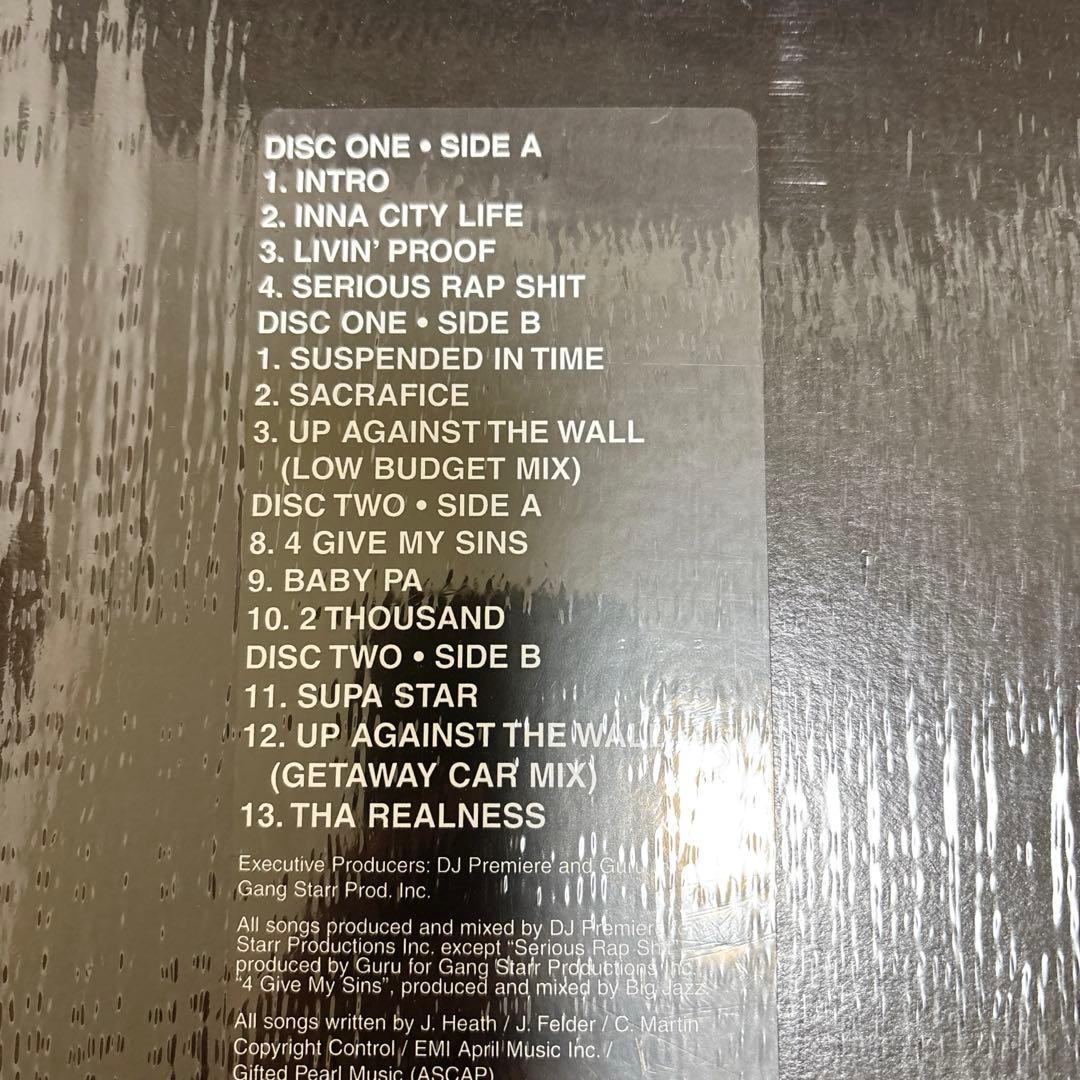 DISC ONE • SIDE A
1. INTRO
2. INNA CITY LIFE
3. LIVIN' PROOF
4. SERIOUS RAP SHIT
DISC ONE • SIDE B
1. SUSPENDED IN TIME
2. SACRAFICE
3. UP AGAINST THE WALL
(LOW BUDGET MIX)
DISC TWO • SIDE A
8. 4 GIVE MY SINS
9. BABY PA
10. 2 THOUSAND
DISC TWO • SIDE B
11. SUPA STAR
12. UP AGAINST THE WALL
(GETAWAY CAR MIX)
13. THA REALNESS
Executive Producers: DJ Premiere and Guru
Gang Starr Prod. Inc.
All songs produced and mixed by DJ Premiere
Starr Productions Inc. except “Serious Rap Shit”
produced by Guru for Gang Starr Productions Inc.
“4 Give My Sins”, produced and mixed by Big Jazz
All songs written by J. Heath / J. Felder / C. Martin
Copyright Control / EMI April Music Inc. /
Gifted Pearl Music (ASCAP)